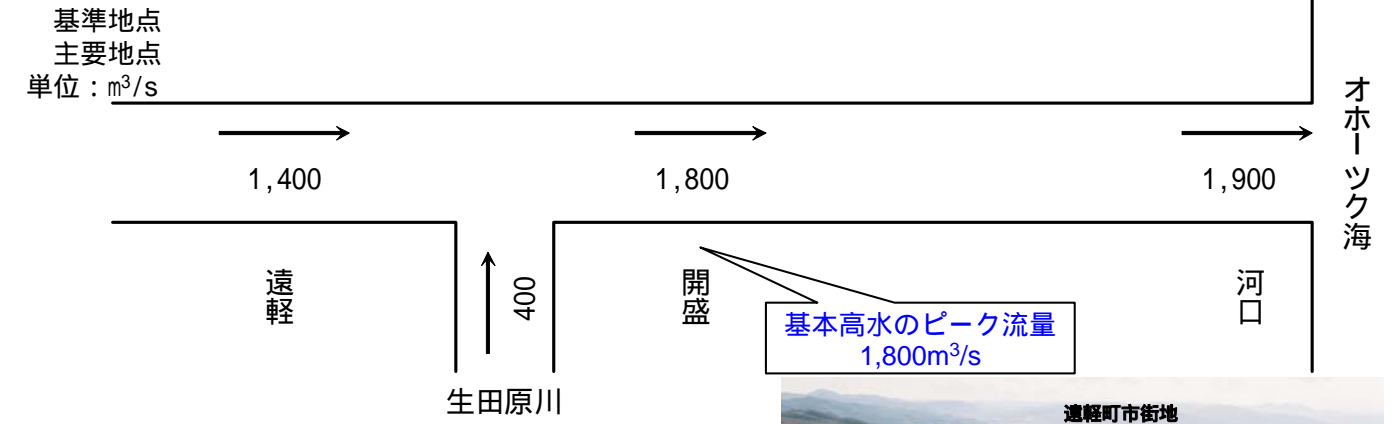 基準地点
主要地点
単位：m³/s
オホーツク海
1,400
1,800
1,900
遠軽
400
開盛
河口
基本高水のピーク流量
1,800m³/s
生田原川
遠軽町市街地